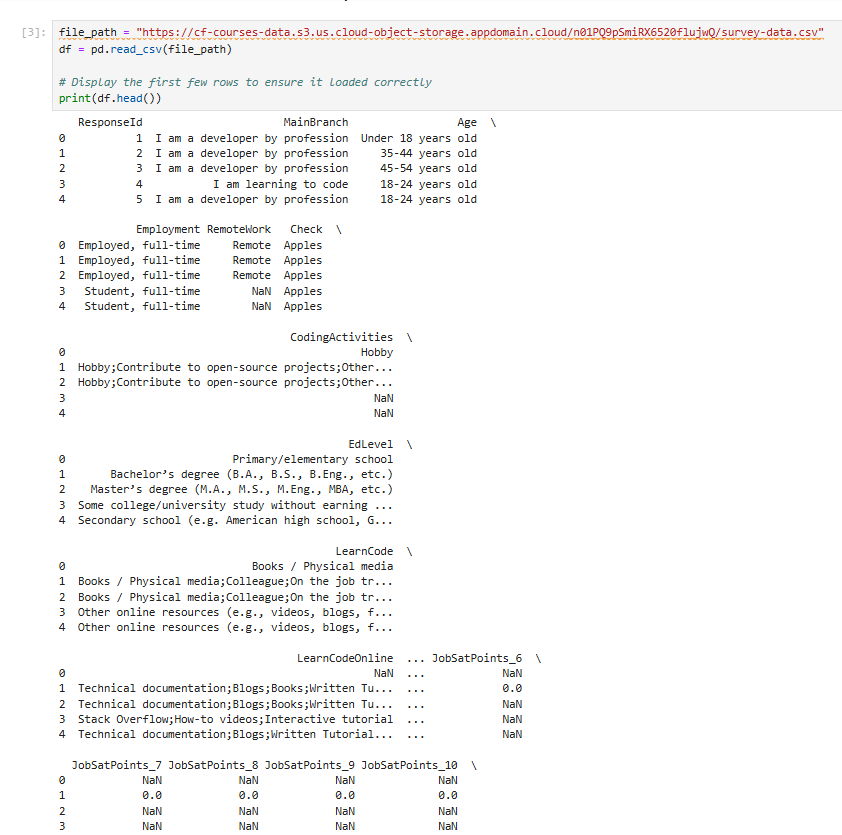 [3]: file_path = "https://cf-courses-data.s3.us.cloud-object-storage.appdomain.cloud/n01PQ9pSmiRX6520flujwQ/survey-data.csv"
df = pd.read_csv(file_path)
# Display the first few rows to ensure it loaded correctly
print(df.head())
ResponseId MainBranch Age \
0 1 I am a developer by profession Under 18 years old
1 2 I am a developer by profession 35-44 years old
2 3 I am a developer by profession 45-54 years old
3 4 I am learning to code 18-24 years old
4 5 I am a developer by profession 18-24 years old
Employment RemoteWork Check \
0 Employed, full-time Remote Apples
1 Employed, full-time Remote Apples
2 Employed, full-time Remote Apples
3 Student, full-time NaN Apples
4 Student, full-time NaN Apples
CodingActivities \
0 Hobby
1 Hobby;Contribute to open-source projects;Other...
2 Hobby;Contribute to open-source projects;Other...
3 NaN
4 NaN
EdLevel \
0 Primary/elementary school
1 Bachelor’s degree (B.A., B.S., B.Eng., etc.)
2 Master’s degree (M.A., M.S., M.Eng., MBA, etc.)
3 Some college/university study without earning ...
4 Secondary school (e.g. American high school, G...
LearnCode \
0 Books / Physical media
1 Books / Physical media;Colleague;On the job tr...
2 Books / Physical media;Colleague;On the job tr...
3 Other online resources (e.g., videos, blogs, f...
4 Other online resources (e.g., videos, blogs, f...
LearnCodeOnline ... JobSatPoints_6 \
0 NaN ... NaN
1 Technical documentation;Blogs;Books;Written Tu... ... 0.0
2 Technical documentation;Blogs;Books;Written Tu... ... NaN
3 Stack Overflow;How-to videos;Interactive tutorial ... NaN
4 Technical documentation;Blogs;Written Tutorial... ... NaN
JobSatPoints_7 JobSatPoints_8 JobSatPoints_9 JobSatPoints_10 \
0 NaN NaN NaN NaN
1 0.0 0.0 0.0 0.0
2 NaN NaN NaN NaN
3 NaN NaN NaN NaN